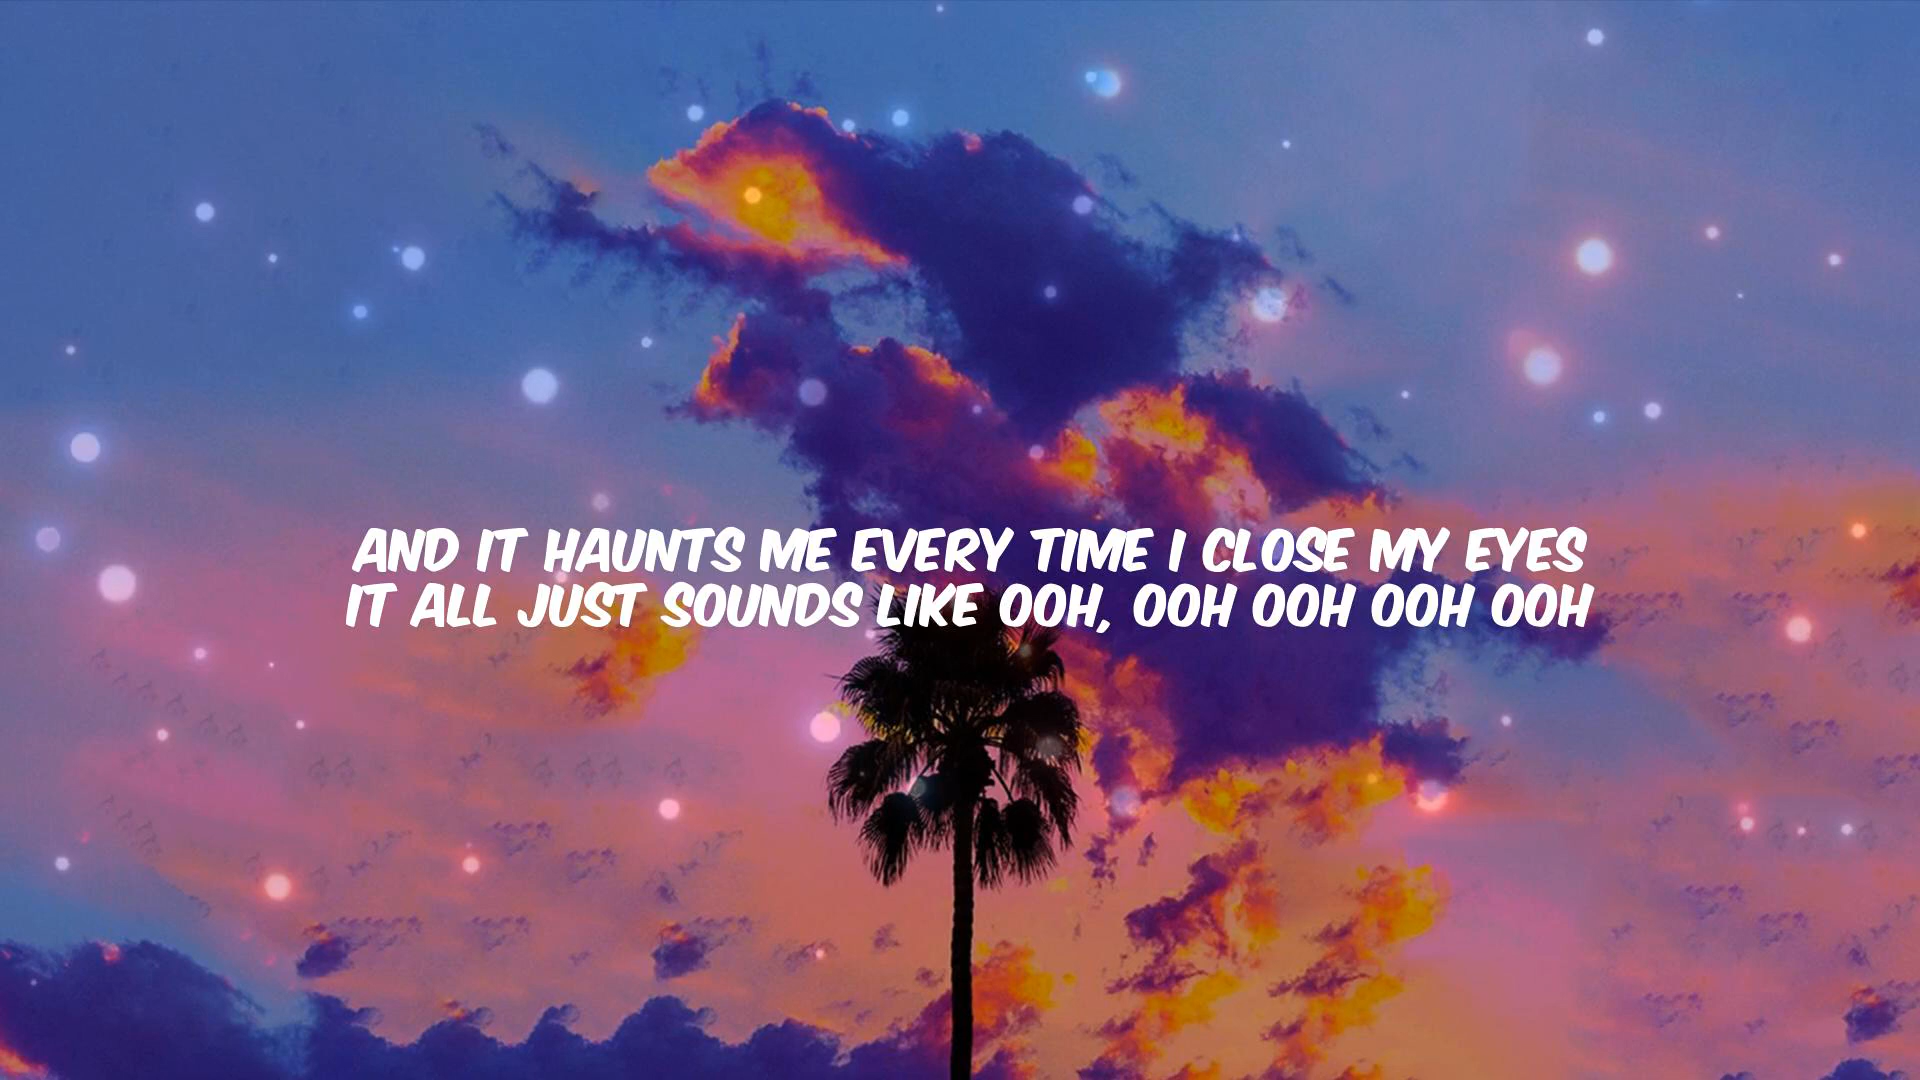 AND IT HAUNTS ME EVERY TIME I CLOSE MY EYES
IT ALL JUST SOUNDS LIKE OOH, OOH OOH OOH OOH